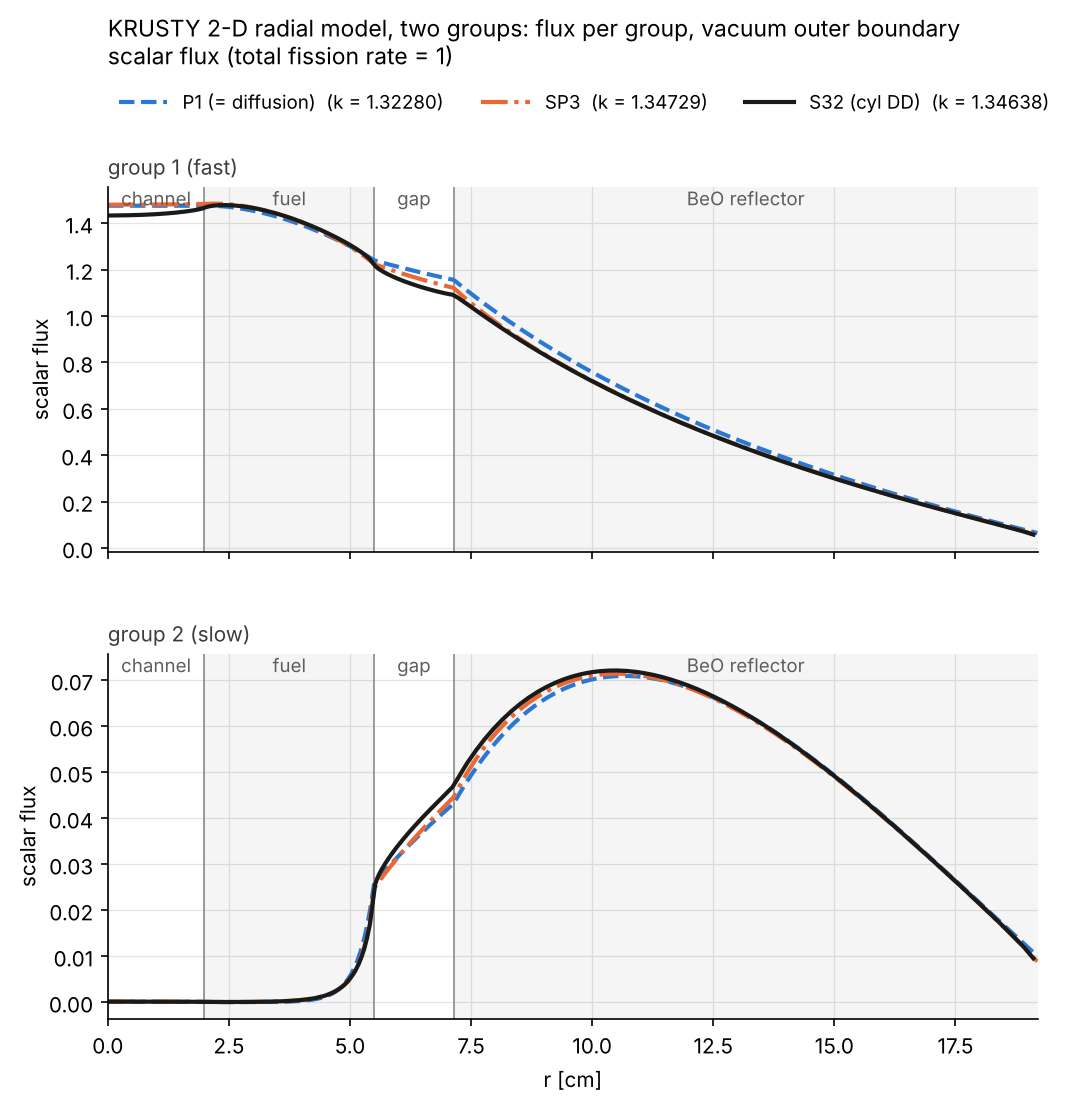 KRUSTY 2-D radial model, two groups: flux per group, vacuum outer boundary
scalar flux (total fission rate = 1)
P1 (= diffusion)  (k = 1.32280)
SP3  (k = 1.34729)
S32 (cyl DD)  (k = 1.34638)
group 1 (fast)
channel
fuel
gap
BeO reflector
1.4
1.2
1.0
0.8
0.6
0.4
0.2
0.0
scalar flux
group 2 (slow)
channel
fuel
gap
BeO reflector
0.07
0.06
0.05
0.04
0.03
0.02
0.01
0.00
scalar flux
0.0
2.5
5.0
7.5
10.0
12.5
15.0
17.5
r [cm]